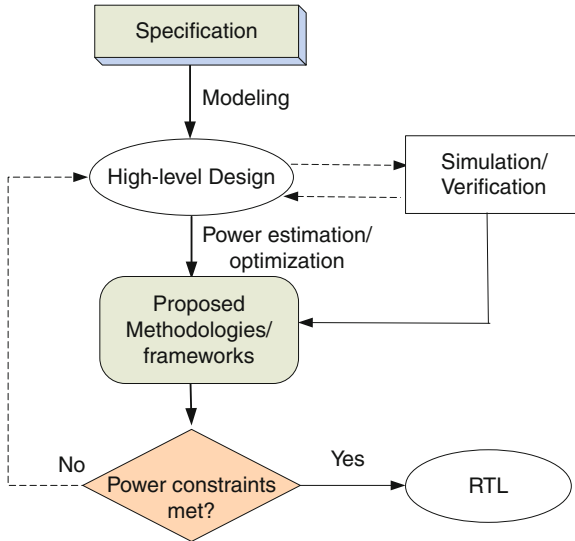 Specification
Modeling
High-level Design
Simulation/
Verification
Power estimation/
optimization
Proposed
Methodologies/
frameworks
No
Power constraints
met?
Yes
RTL